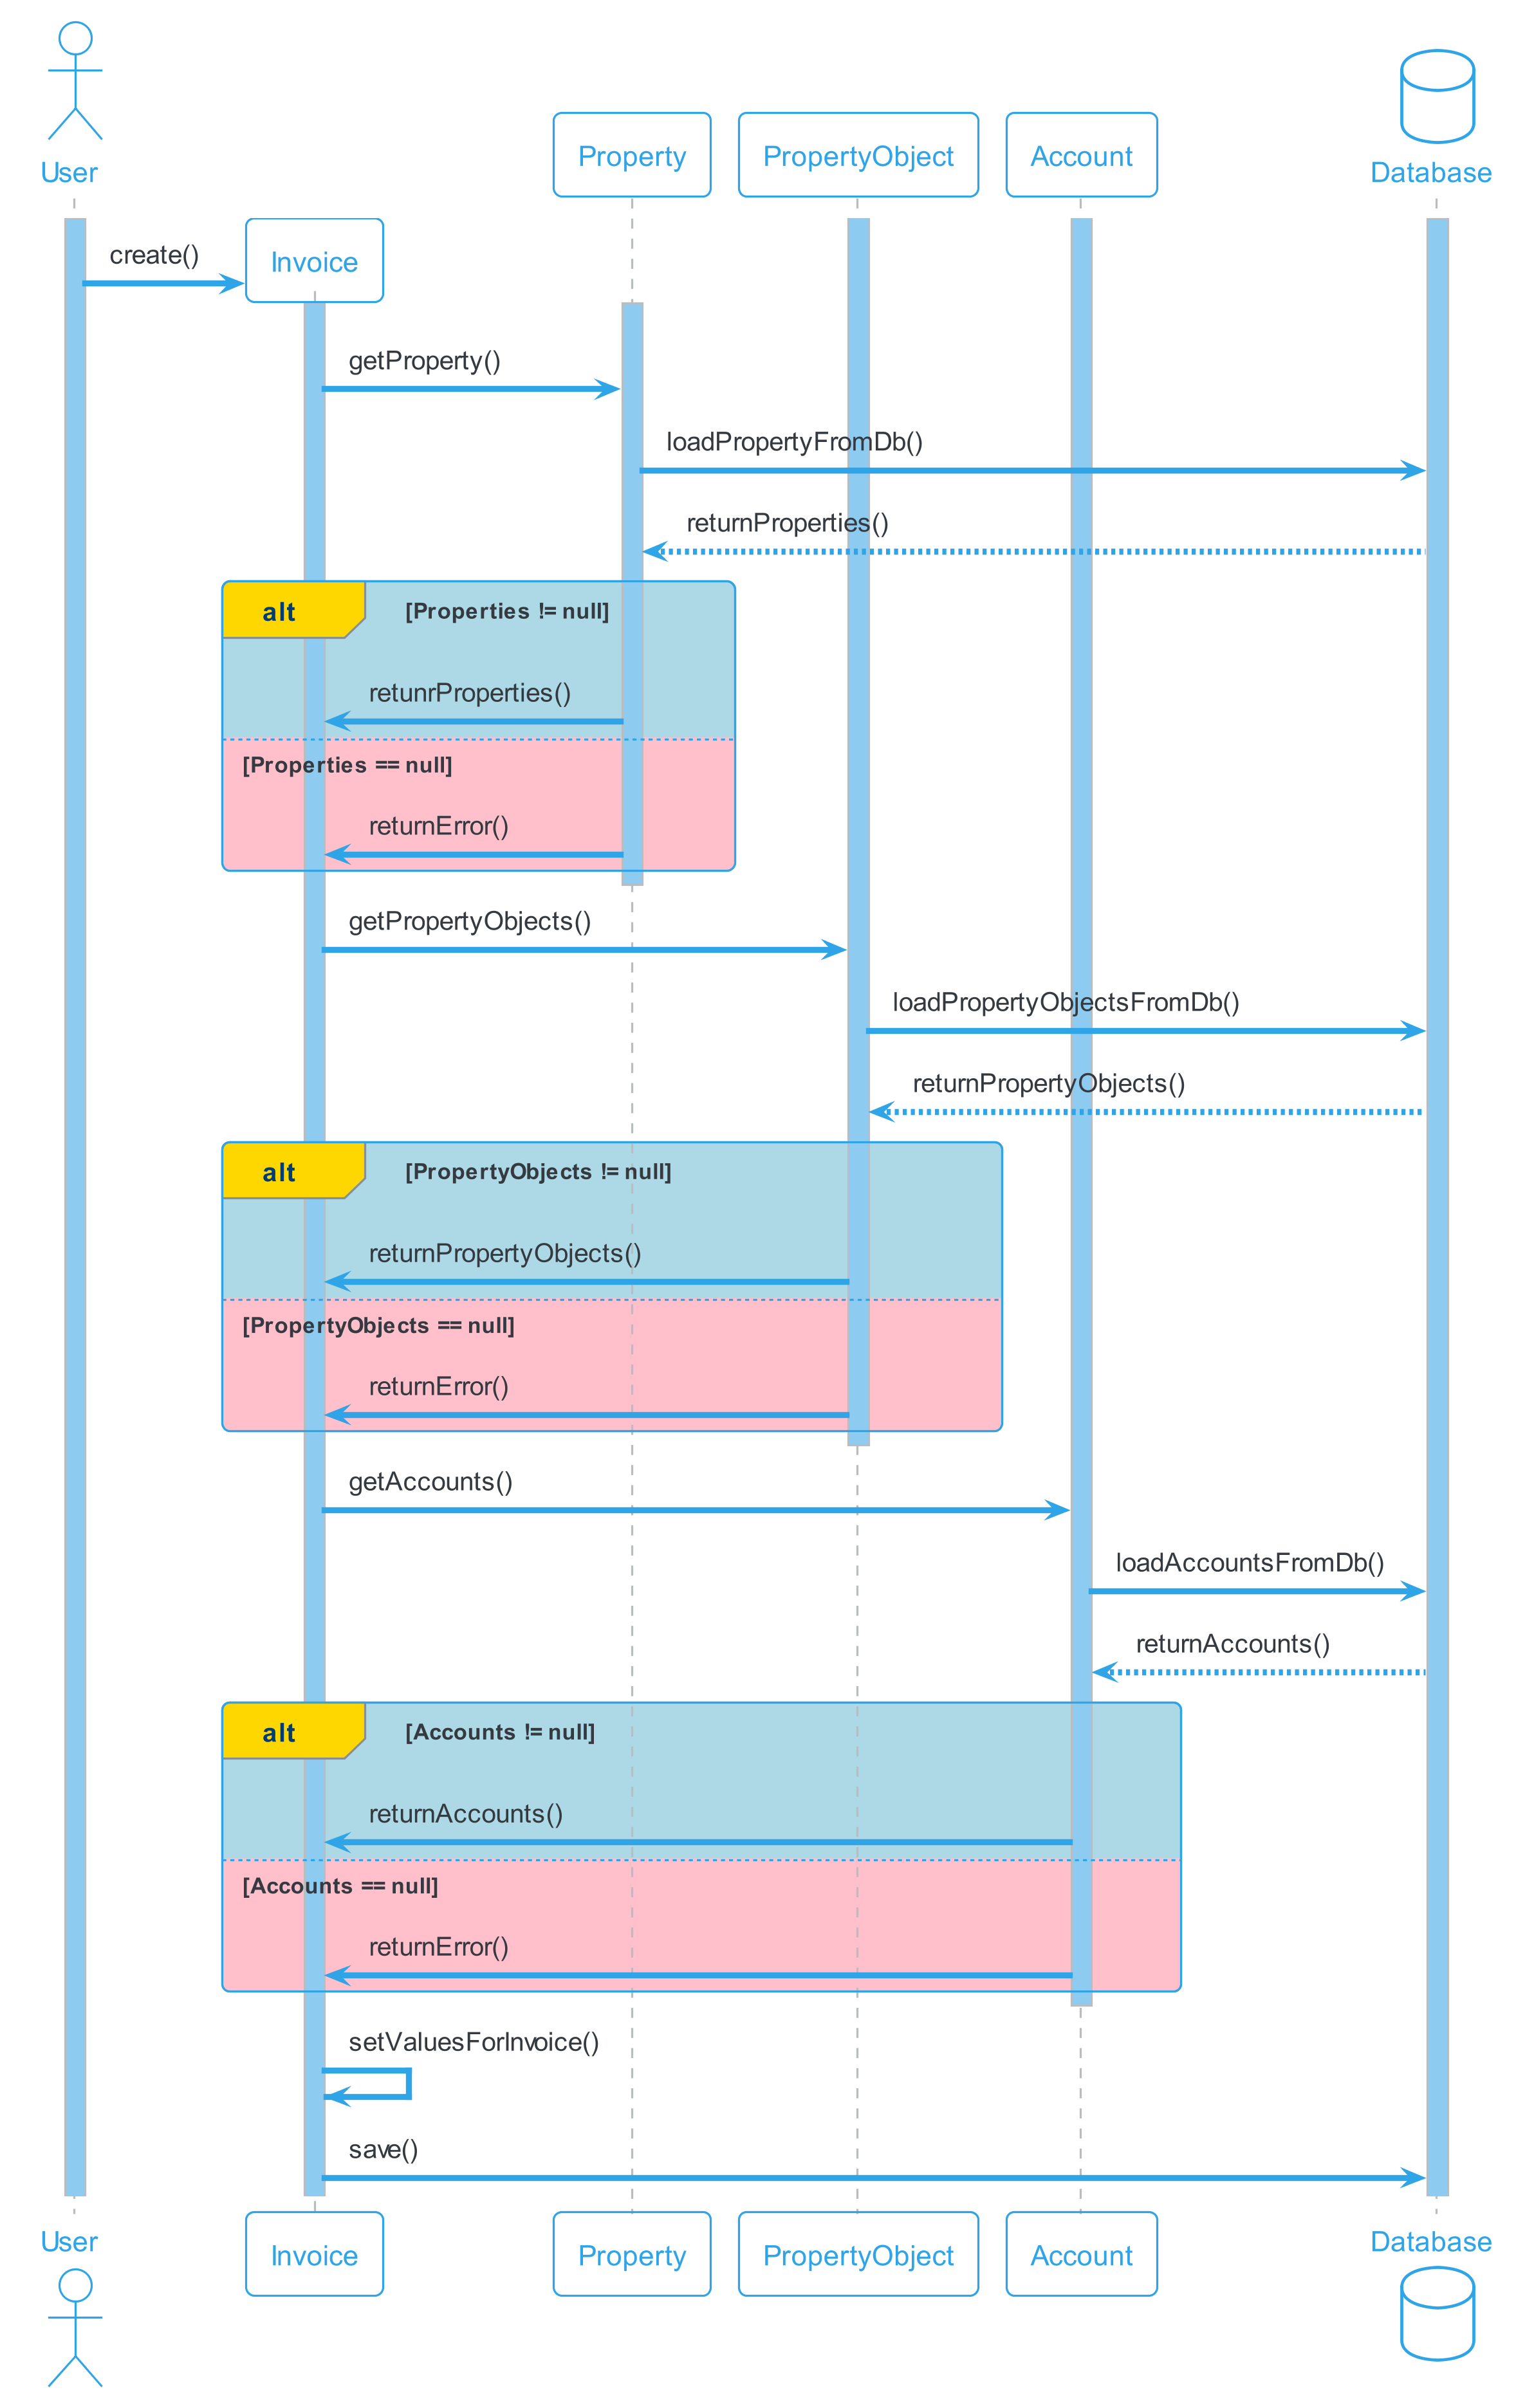 User
Property
PropertyObject
Account
Database
Invoice
create()
getProperty()
loadPropertyFromDb()
returnProperties()
alt
[Properties != null]
retunrProperties()
[Properties == null]
returnError()
getPropertyObjects()
loadPropertyObjectsFromDb()
returnPropertyObjects()
alt
[PropertyObjects != null]
returnPropertyObjects()
[PropertyObjects == null]
returnError()
getAccounts()
loadAccountsFromDb()
returnAccounts()
alt
[Accounts != null]
returnAccounts()
[Accounts == null]
returnError()
setValuesForInvoice()
save()
User
Invoice
Property
PropertyObject
Account
Database